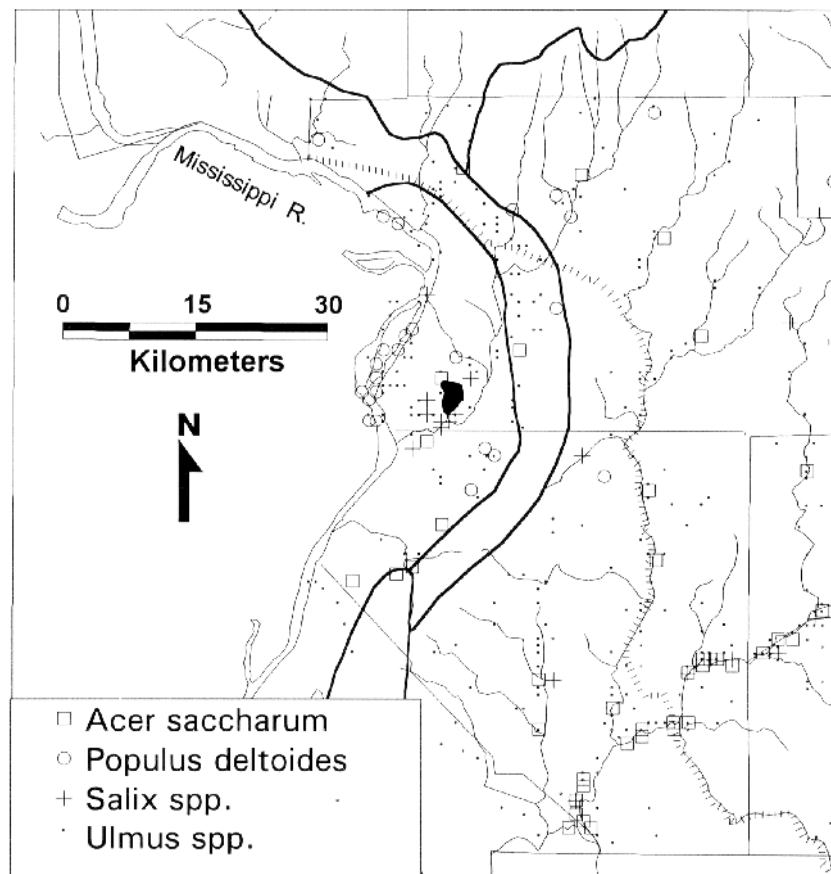 Mississippi R.
0 15 30
Kilometers
N
Acer saccharum
Populus deltoides
Salix spp.
Ulmus spp.